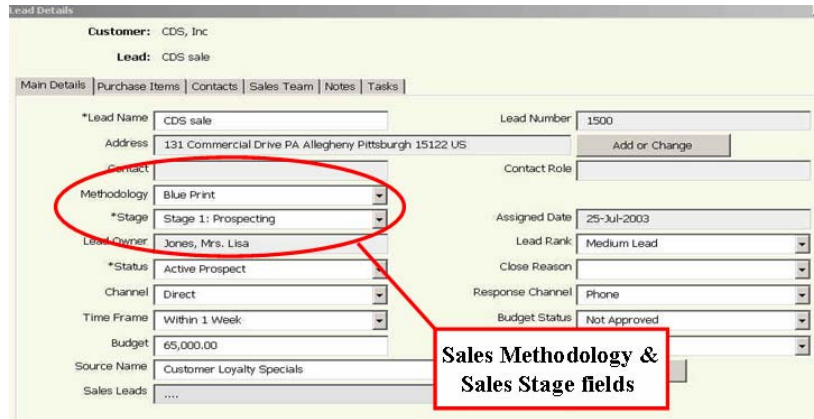 Lead Details
Customer: CDS, Inc
Lead: CDS sale
Main Details Purchase Items Contacts Sales Team Notes Tasks
*Lead Name CDS sale Lead Number 1500
Address 131 Commercial Drive PA Allegheny Pittsburgh 15122 US Add or Change
Contact Contact Role
Methodology Blue Print
*Stage Stage 1: Prospecting Assigned Date 25-Jul-2003
Lead Owner Jones, Mrs. Lisa Lead Rank Medium Lead
*Status Active Prospect Close Reason
Channel Direct Response Channel Phone
Time Frame Within 1 Week Budget Status Not Approved
Budget 65,000.00
Source Name Customer Loyalty Specials
Sales Leads ....
Sales Methodology &
Sales Stage fields